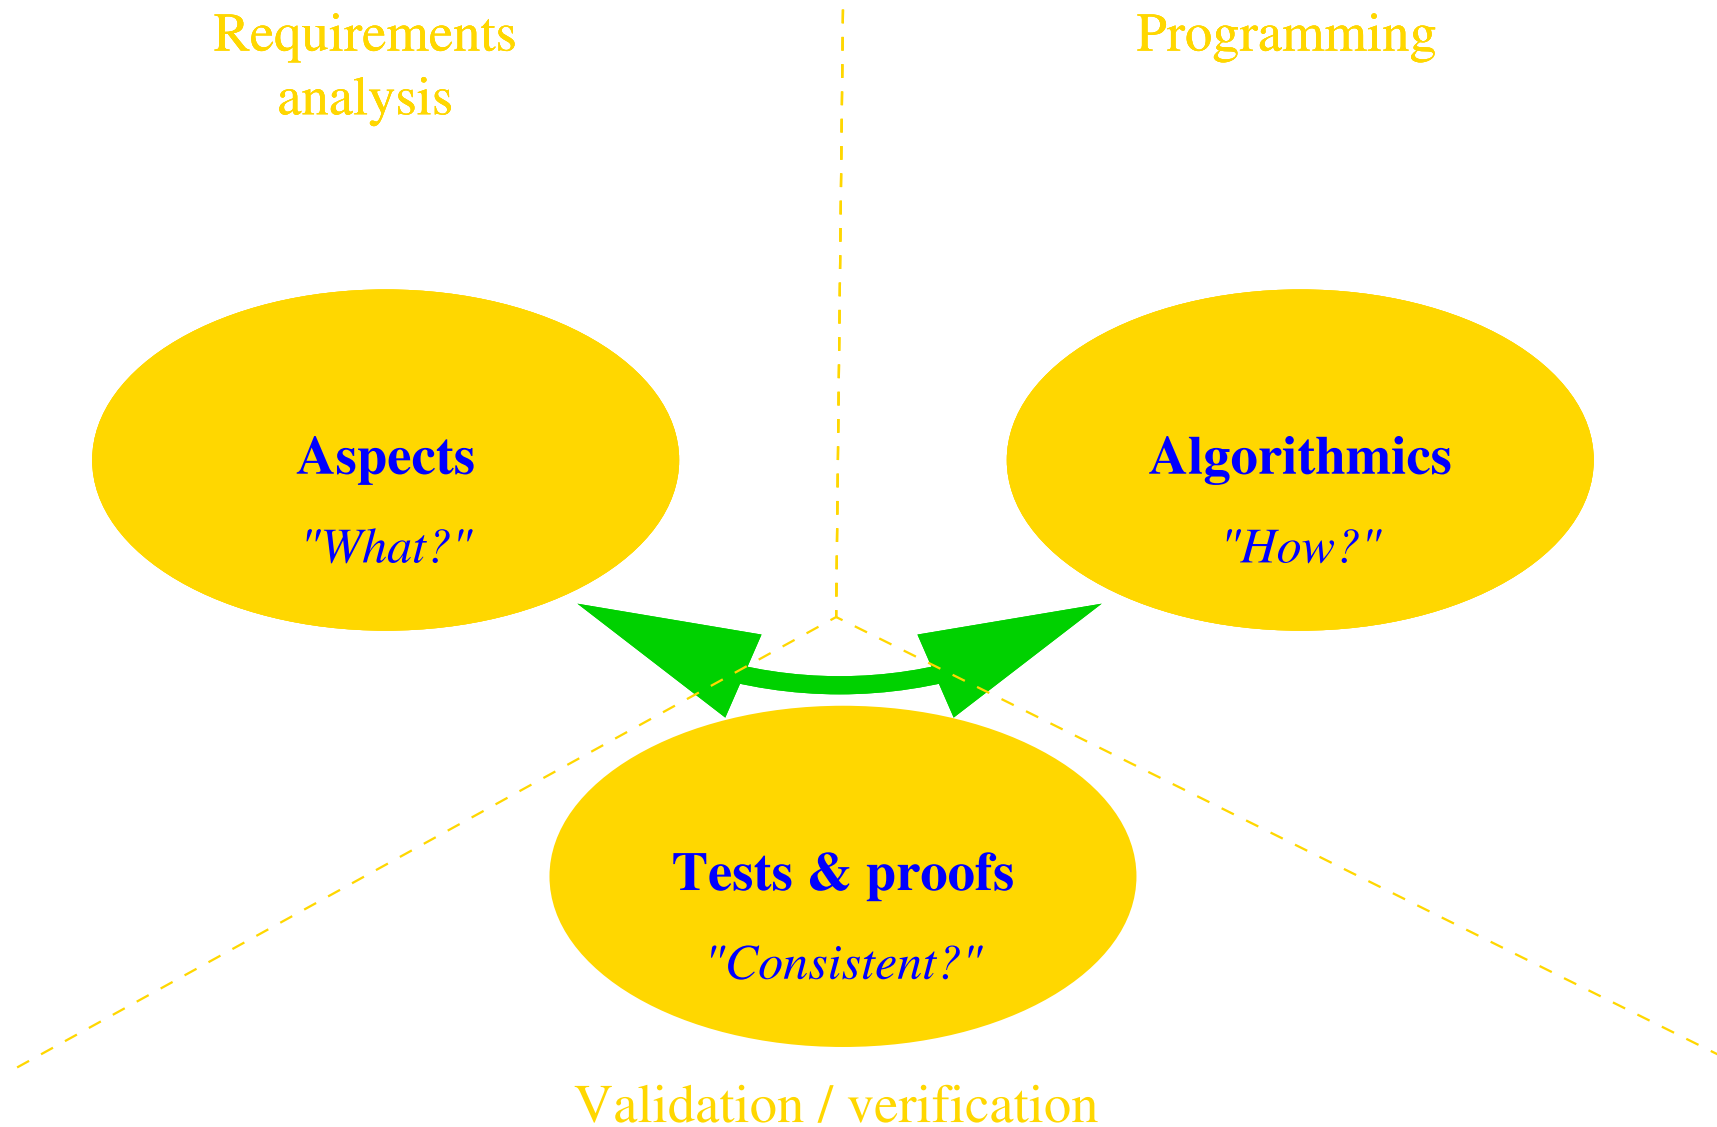 Requirements
analysis
Programming
Aspects
"What?"
Algorithmics
"How?"
Tests & proofs
"Consistent?"
Validation / verification